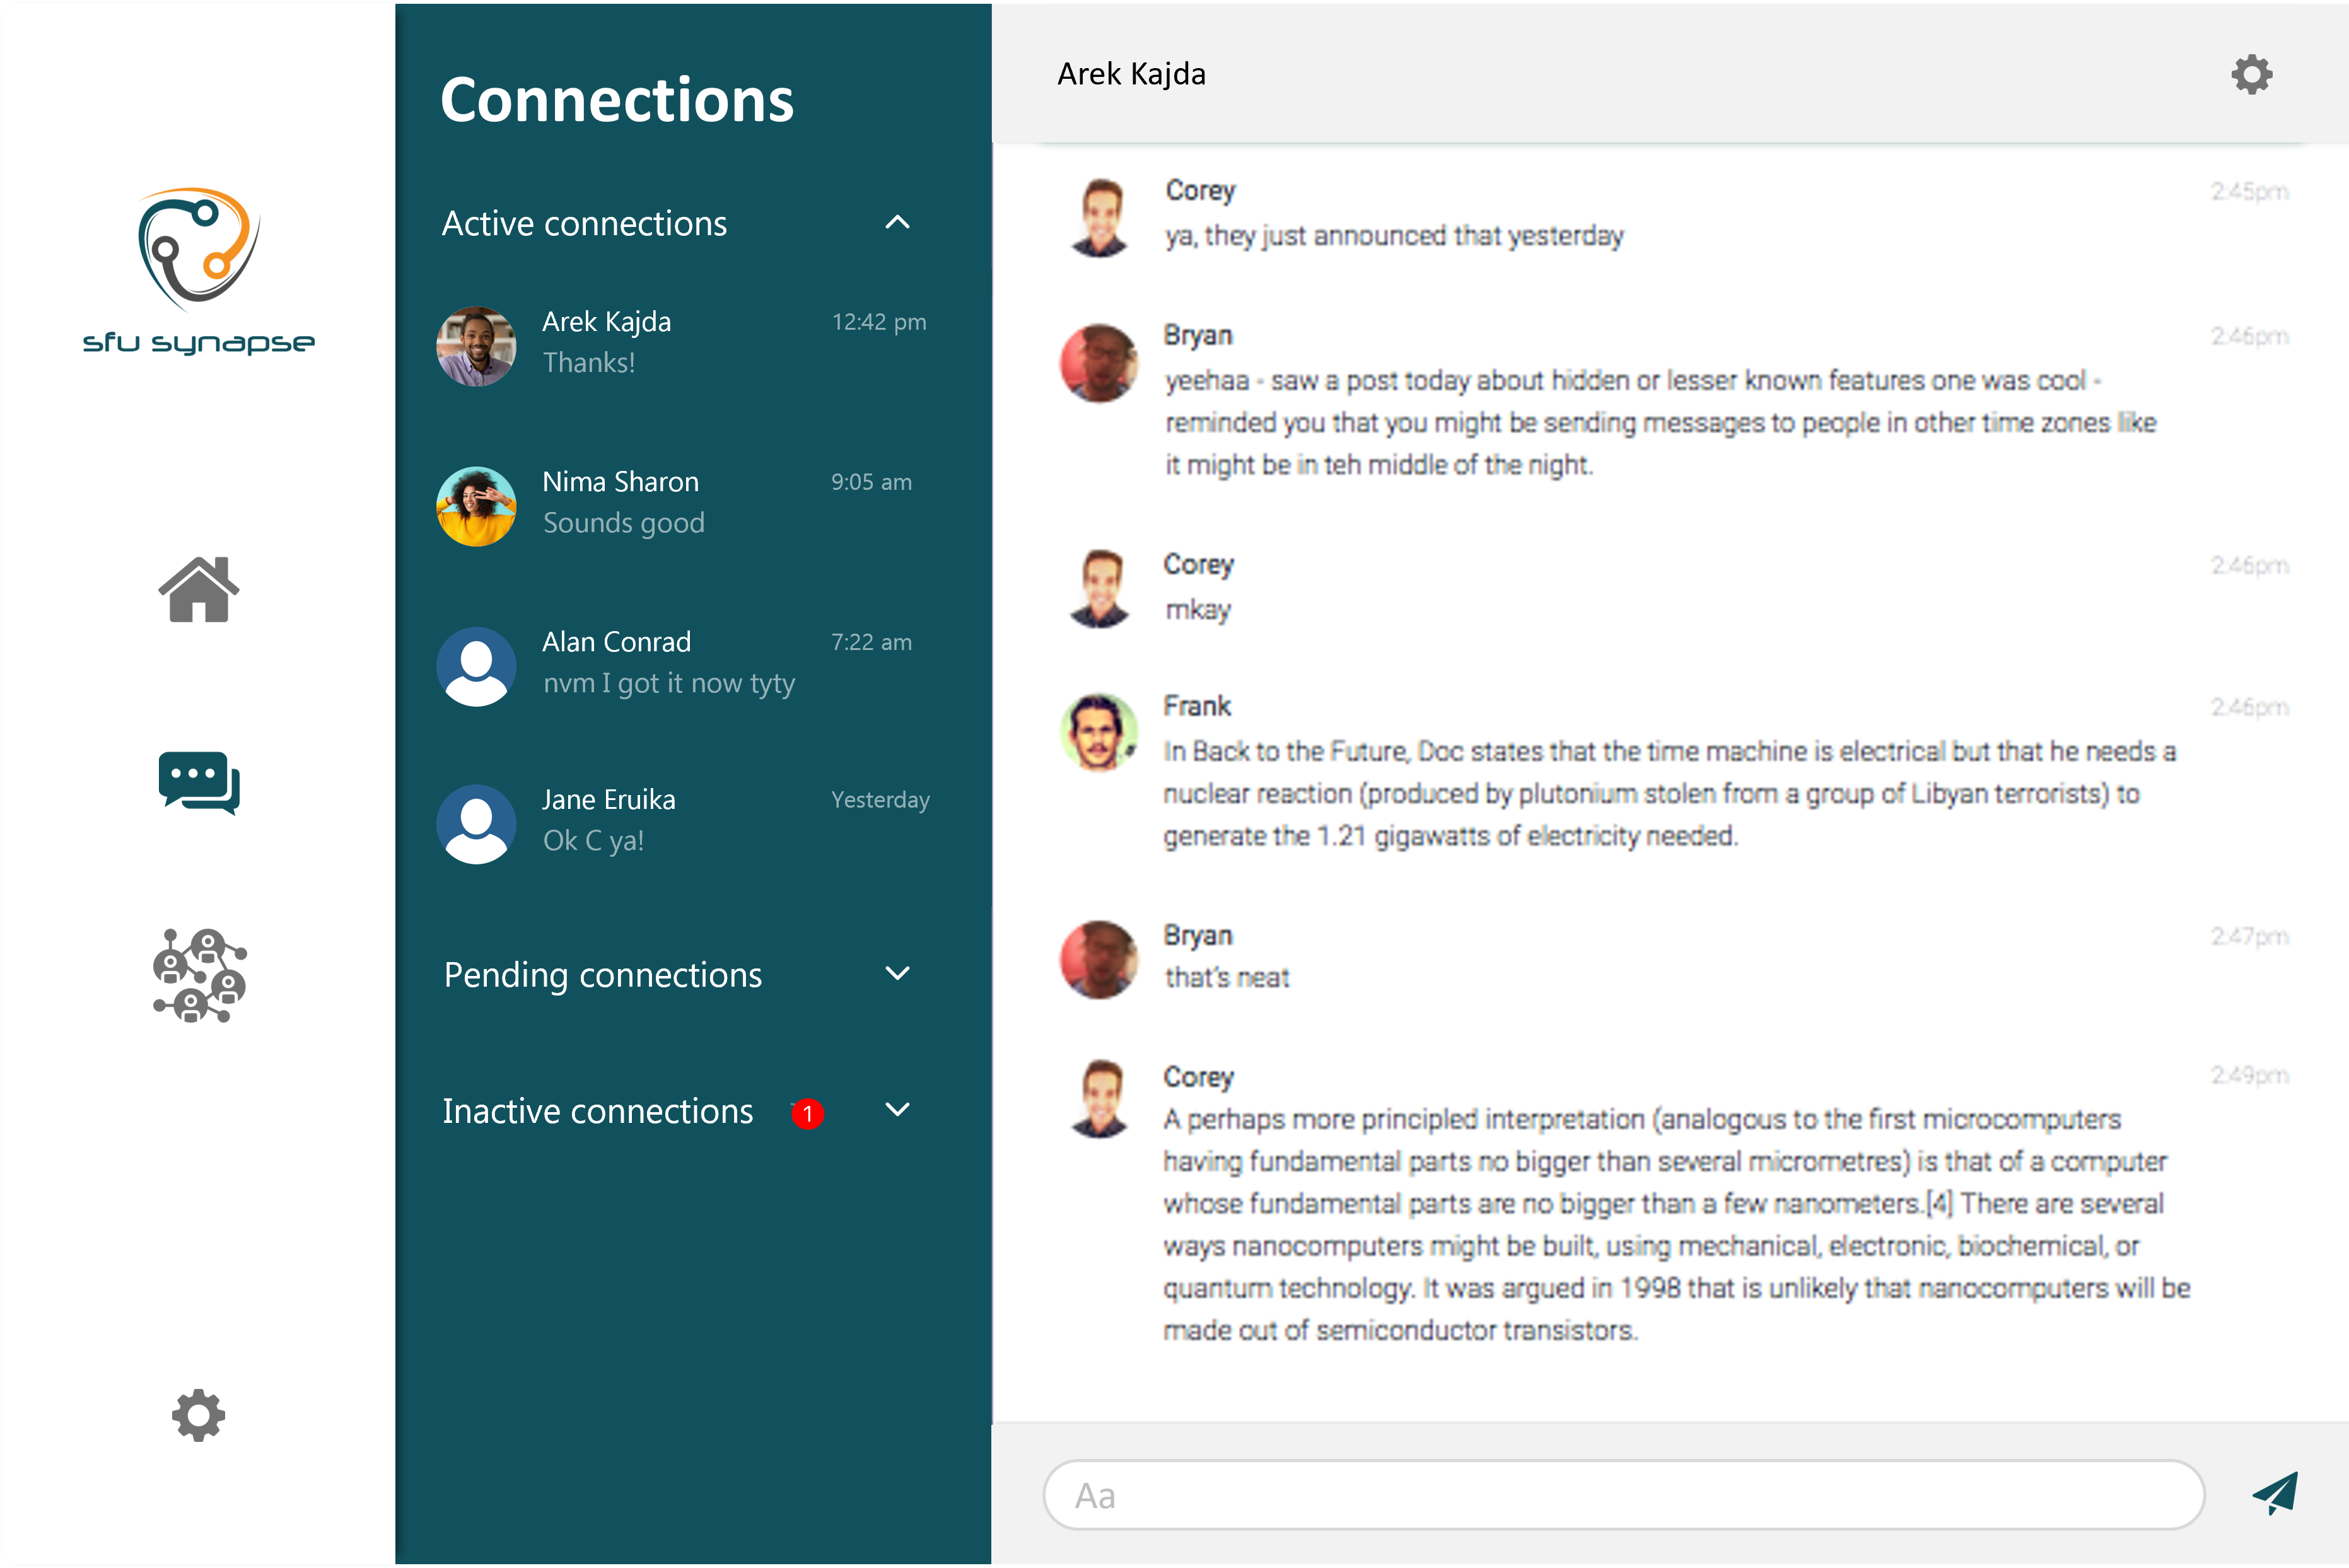 sfu synapse
Connections
Active connections
Arek Kajda 12:42 pm
Thanks!
Nima Sharon 9:05 am
Sounds good
Alan Conrad 7:22 am
nvm I got it now tyty
Jane Eruika Yesterday
Ok C ya!
Pending connections
Inactive connections 1
Arek Kajda
Corey 2:45pm
ya, they just announced that yesterday
Bryan 2:46pm
yeehaa - saw a post today about hidden or lesser known features one was cool -
reminded you that you might be sending messages to people in other time zones like
it might be in teh middle of the night.
Corey 2:46pm
mkay
Frank 2:46pm
In Back to the Future, Doc states that the time machine is electrical but that he needs a
nuclear reaction (produced by plutonium stolen from a group of Libyan terrorists) to
generate the 1.21 gigawatts of electricity needed.
Bryan 2:47pm
that's neat
Corey 2:49pm
A perhaps more principled interpretation (analogous to the first microcomputers
having fundamental parts no bigger than several micrometres) is that of a computer
whose fundamental parts are no bigger than a few nanometers.[4] There are several
ways nanocomputers might be built, using mechanical, electronic, biochemical, or
quantum technology. It was argued in 1998 that is unlikely that nanocomputers will be
made out of semiconductor transistors.
Aa